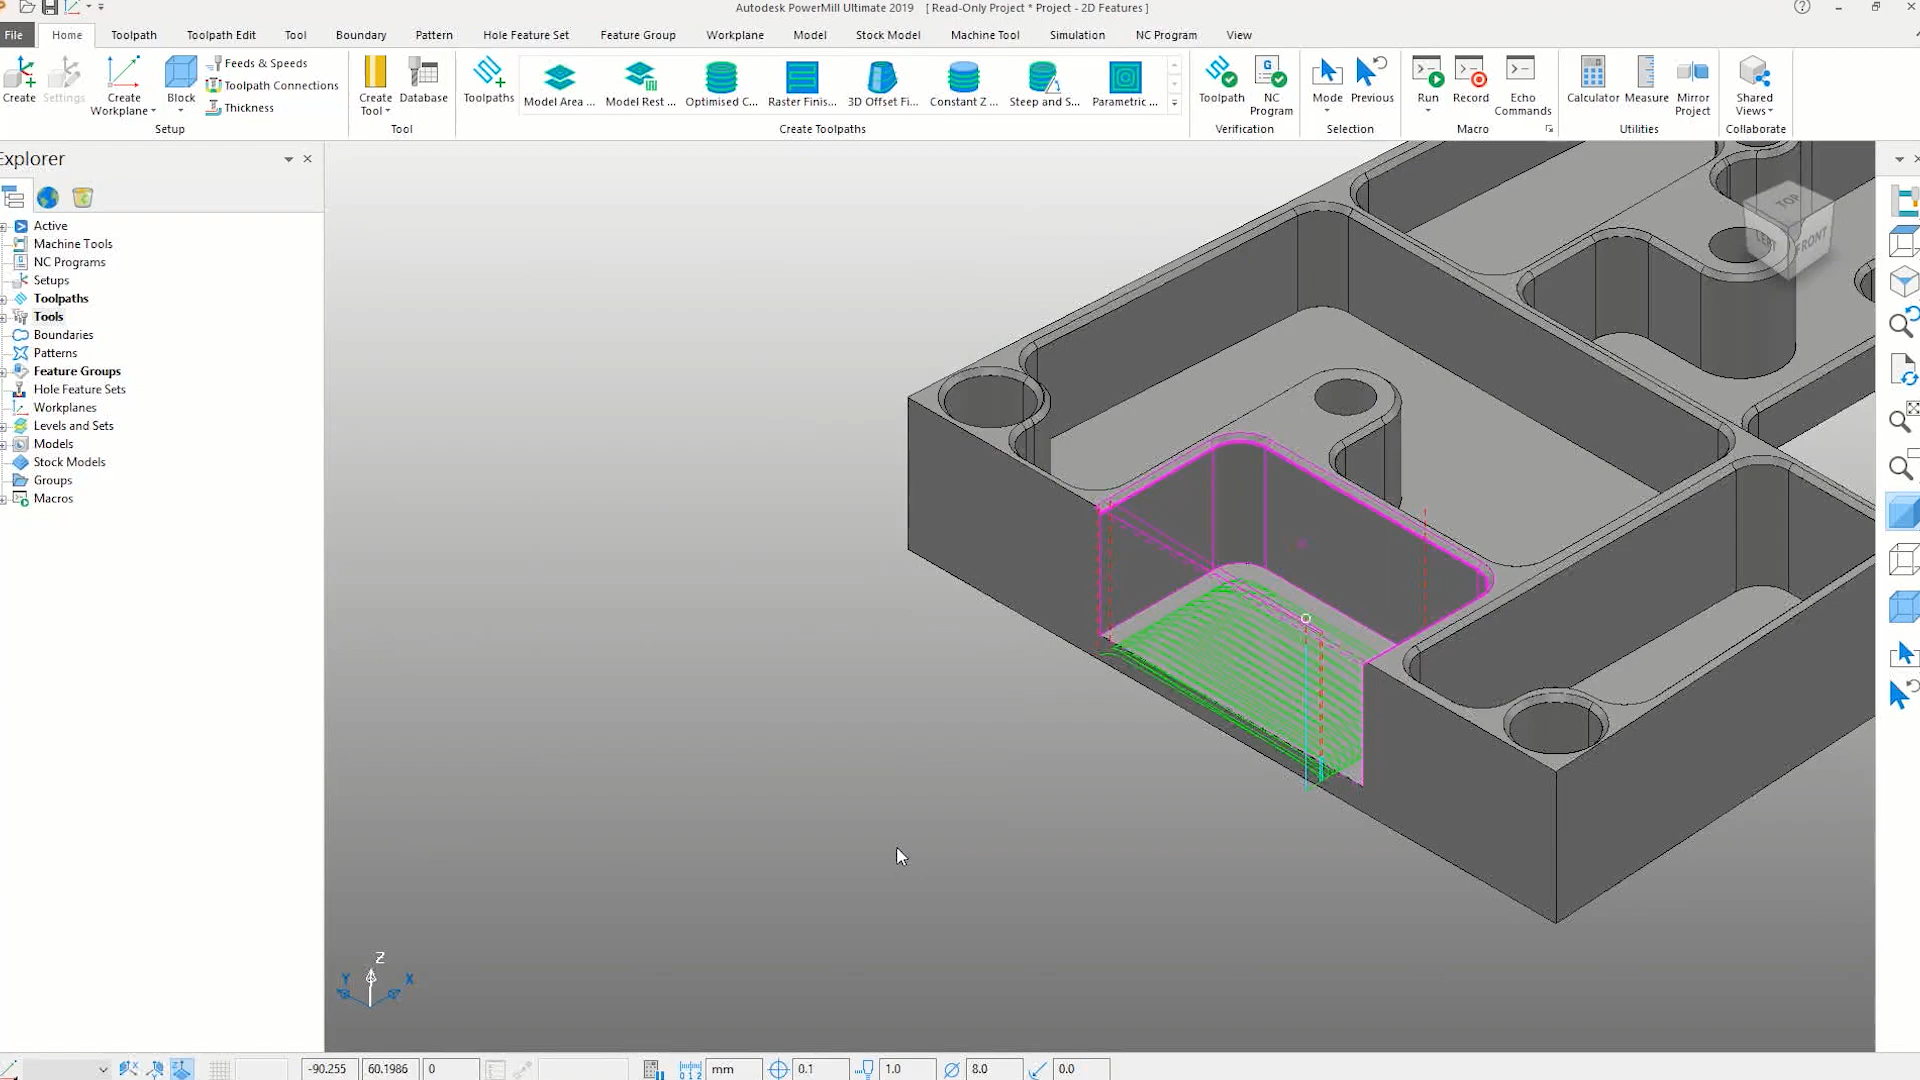 Autodesk PowerMill Ultimate 2019 [ Read-Only Project * Project - 2D Features ]
File Home Toolpath Toolpath Edit Tool Boundary Pattern Hole Feature Set Feature Group Workplane Model Stock Model Machine Tool Simulation NC Program View
Create
Settings
Create Workplane
Block
Feeds & Speeds
Toolpath Connections
Thickness
Setup
Create Tool
Database
Tool
Toolpaths
Model Area ...
Model Rest ...
Optimised C...
Raster Finis...
3D Offset Fi...
Constant Z ...
Steep and S...
Parametric ...
Create Toolpaths
Toolpath
NC Program
Verification
Mode
Previous
Selection
Run
Record
Echo Commands
Macro
Calculator
Measure
Mirror Project
Utilities
Shared Views
Collaborate
Explorer
Active
Machine Tools
NC Programs
Setups
Toolpaths
Tools
Boundaries
Patterns
Feature Groups
Hole Feature Sets
Workplanes
Levels and Sets
Models
Stock Models
Groups
Macros
TOP
LEFT
FRONT
Z
Y X
-90.255 60.1986 0 mm 0.1 1.0 8.0 0.0